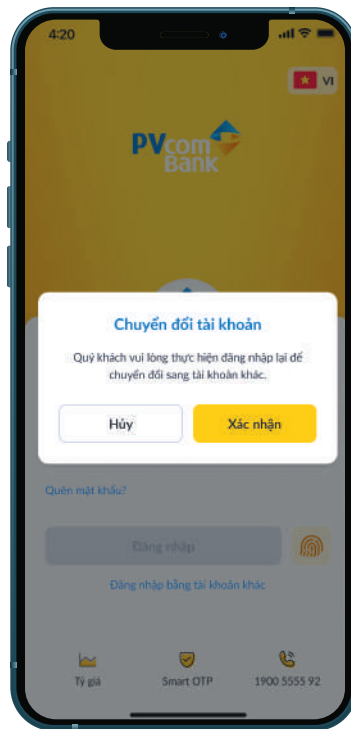 4:20
VI
PVcom
Bank
Chuyển đổi tài khoản
Quý khách vui lòng thực hiện đăng nhập lại để
chuyển đổi sang tài khoản khác.
Hủy
Xác nhận
Quên mật khẩu?
Đăng nhập
Đăng nhập bằng tài khoản khác
Tỷ giá
Smart OTP
1900 5555 92